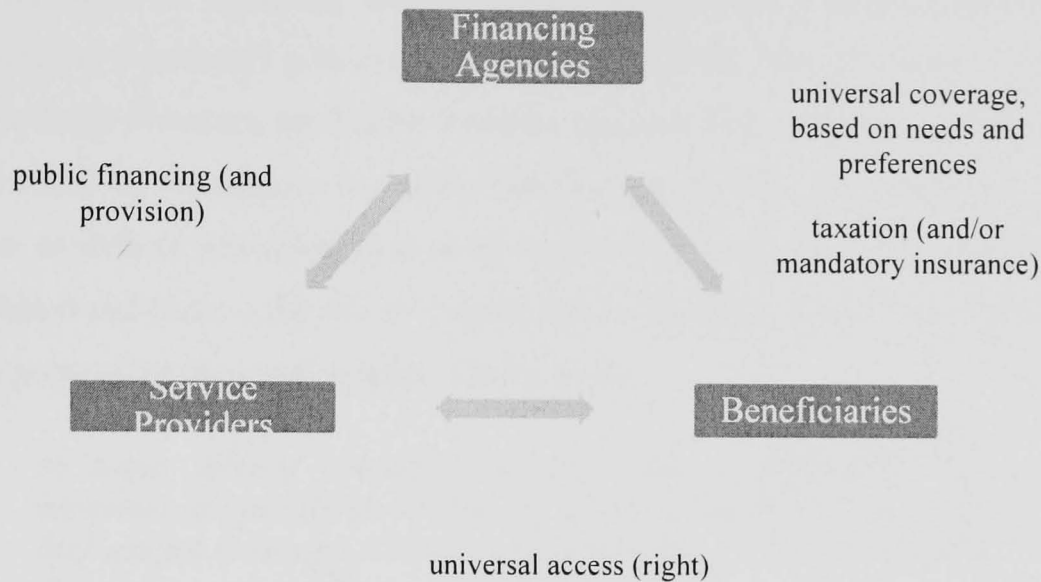 Financing
Agencies
universal coverage,
based on needs and
preferences
public financing (and
provision)
taxation (and/or
mandatory insurance)
Service
Providers
Beneficiaries
universal access (right)